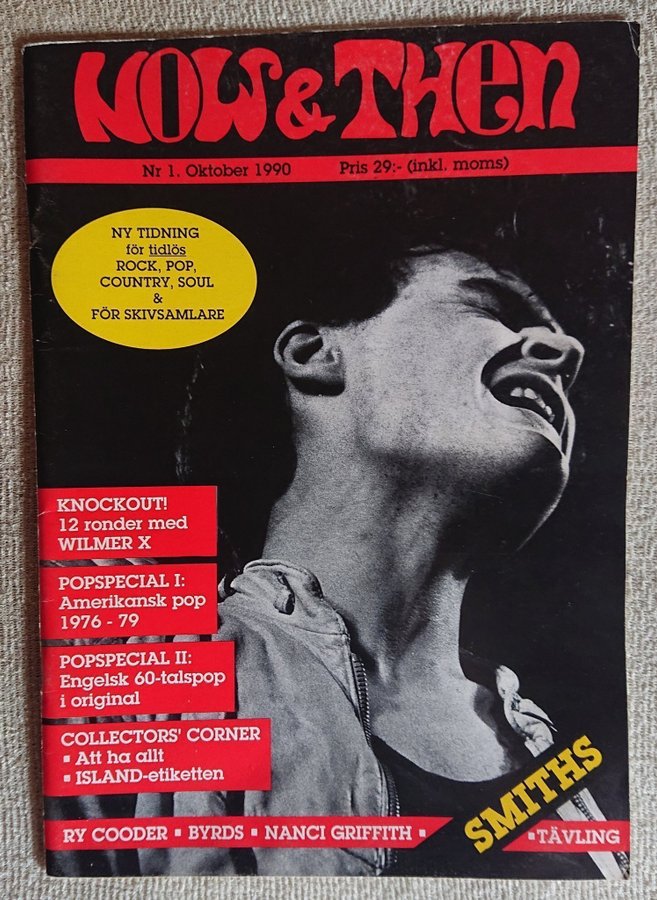 NOW & THEN
Nr 1. Oktober 1990 Pris 29:- (inkl. moms)
NY TIDNING
för tidlös
ROCK, POP,
COUNTRY, SOUL
&
FÖR SKIVSAMLARE
KNOCKOUT!
12 ronder med
WILMER X
POPSPECIAL I:
Amerikansk pop
1976 - 79
POPSPECIAL II:
Engelsk 60-talspop
i original
COLLECTORS' CORNER
▪ Att ha allt
▪ ISLAND-etiketten
RY COODER ▪ BYRDS ▪ NANCI GRIFFITH ▪
SMITHS
▪TÄVLING